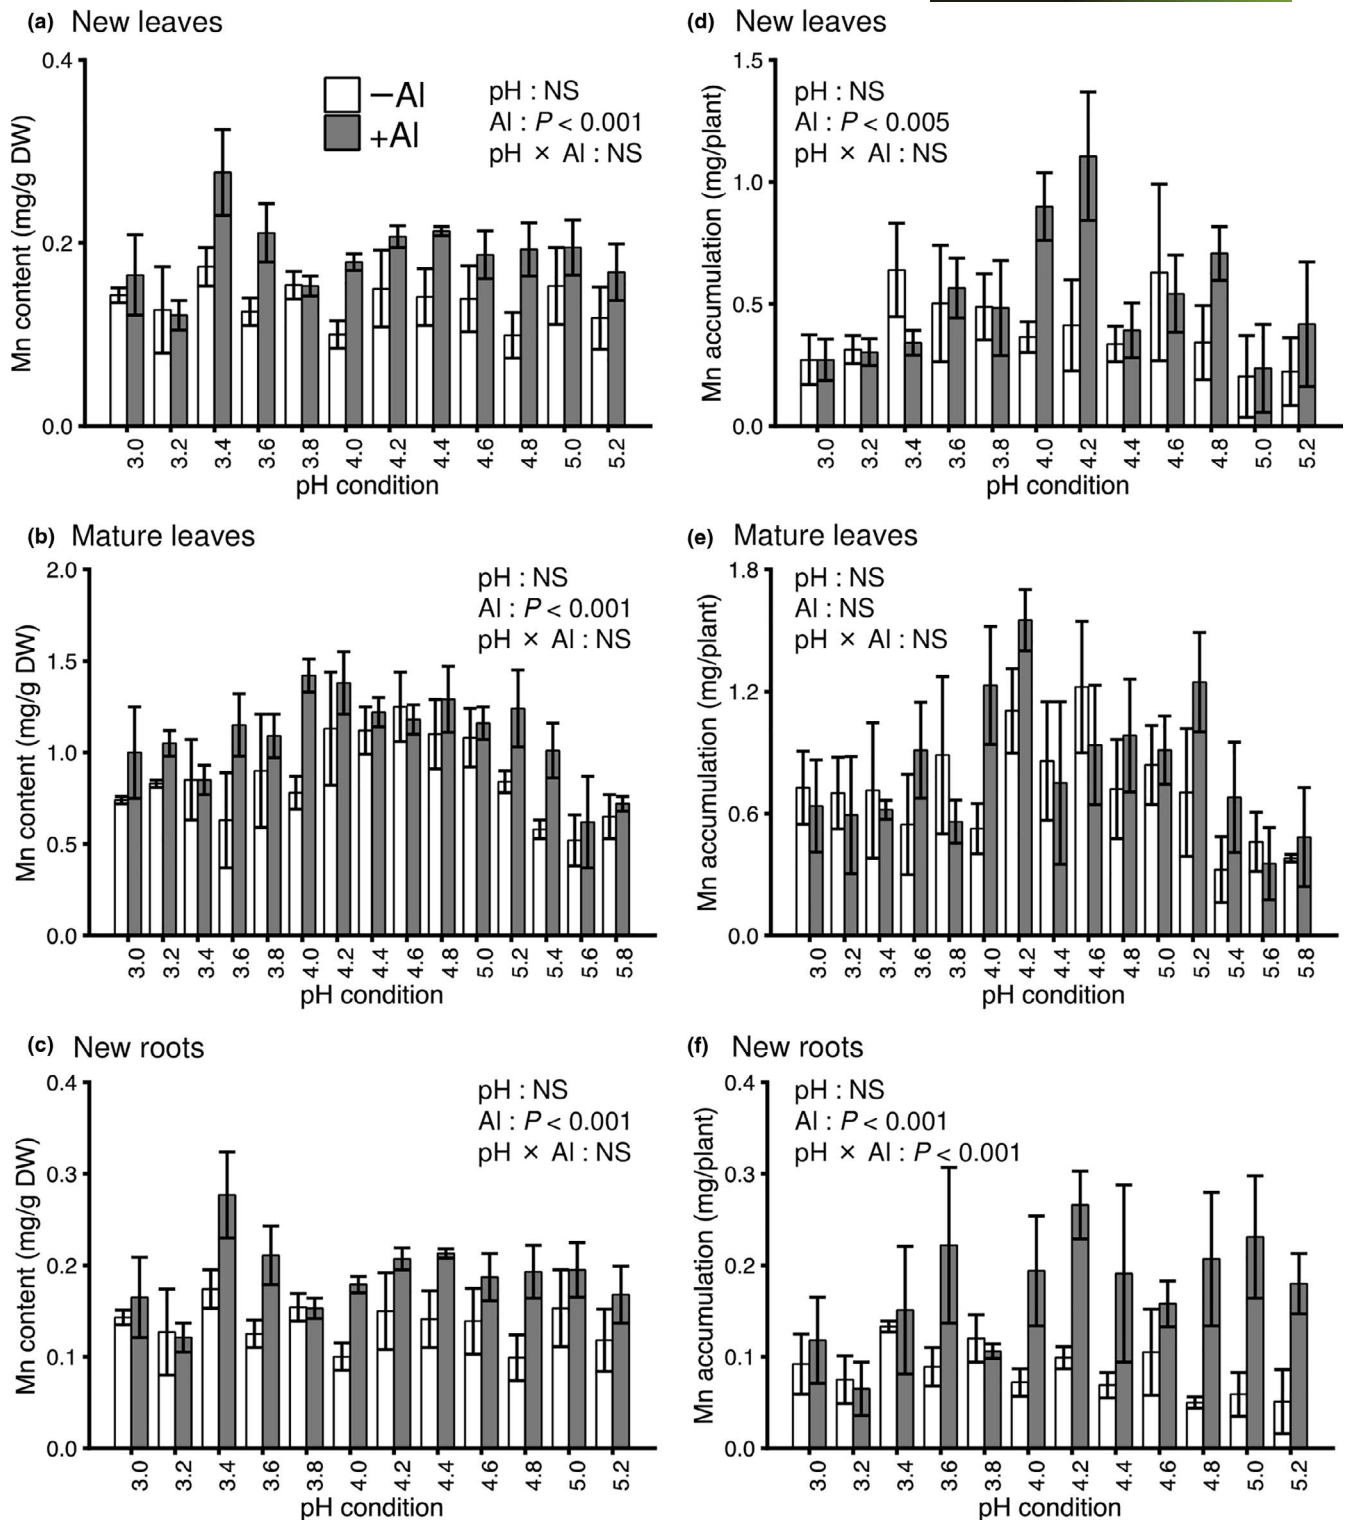 (a) New leaves
0.4
0.2
0.0
Mn content (mg/g DW)
−Al
+Al
pH : NS
Al : P < 0.001
pH × Al : NS
3.0 3.2 3.4 3.6 3.8 4.0 4.2 4.4 4.6 4.8 5.0 5.2
pH condition
(d) New leaves
1.5
1.0
0.5
0.0
Mn accumulation (mg/plant)
pH : NS
Al : P < 0.005
pH × Al : NS
3.0 3.2 3.4 3.6 3.8 4.0 4.2 4.4 4.6 4.8 5.0 5.2
pH condition
(b) Mature leaves
2.0
1.5
1.0
0.5
0.0
Mn content (mg/g DW)
pH : NS
Al : P < 0.001
pH × Al : NS
3.0 3.2 3.4 3.6 3.8 4.0 4.2 4.4 4.6 4.8 5.0 5.2 5.4 5.6 5.8
pH condition
(e) Mature leaves
1.8
1.2
0.6
0.0
Mn accumulation (mg/plant)
pH : NS
Al : NS
pH × Al : NS
3.0 3.2 3.4 3.6 3.8 4.0 4.2 4.4 4.6 4.8 5.0 5.2 5.4 5.6 5.8
pH condition
(c) New roots
0.4
0.3
0.2
0.1
0.0
Mn content (mg/g DW)
pH : NS
Al : P < 0.001
pH × Al : NS
3.0 3.2 3.4 3.6 3.8 4.0 4.2 4.4 4.6 4.8 5.0 5.2
pH condition
(f) New roots
0.4
0.3
0.2
0.1
0.0
Mn accumulation (mg/plant)
pH : NS
Al : P < 0.001
pH × Al : P < 0.001
3.0 3.2 3.4 3.6 3.8 4.0 4.2 4.4 4.6 4.8 5.0 5.2
pH condition